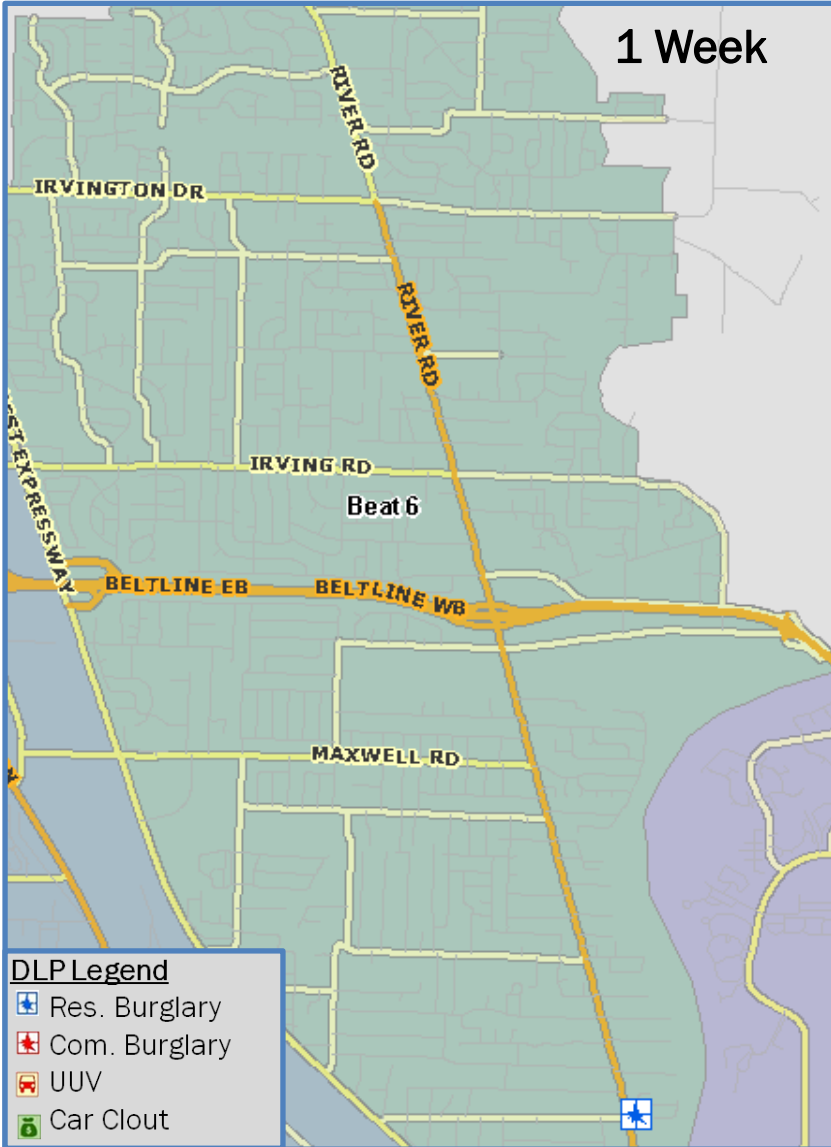 1 Week
RIVER RD
IRVINGTON DR
RIVER RD
IRVING RD
Beat 6
EXPRESSWAY
BELTLINE EB
BELTLINE WB
MAXWELL RD
DLP Legend
Res. Burglary
Com. Burglary
UUV
Car Clout